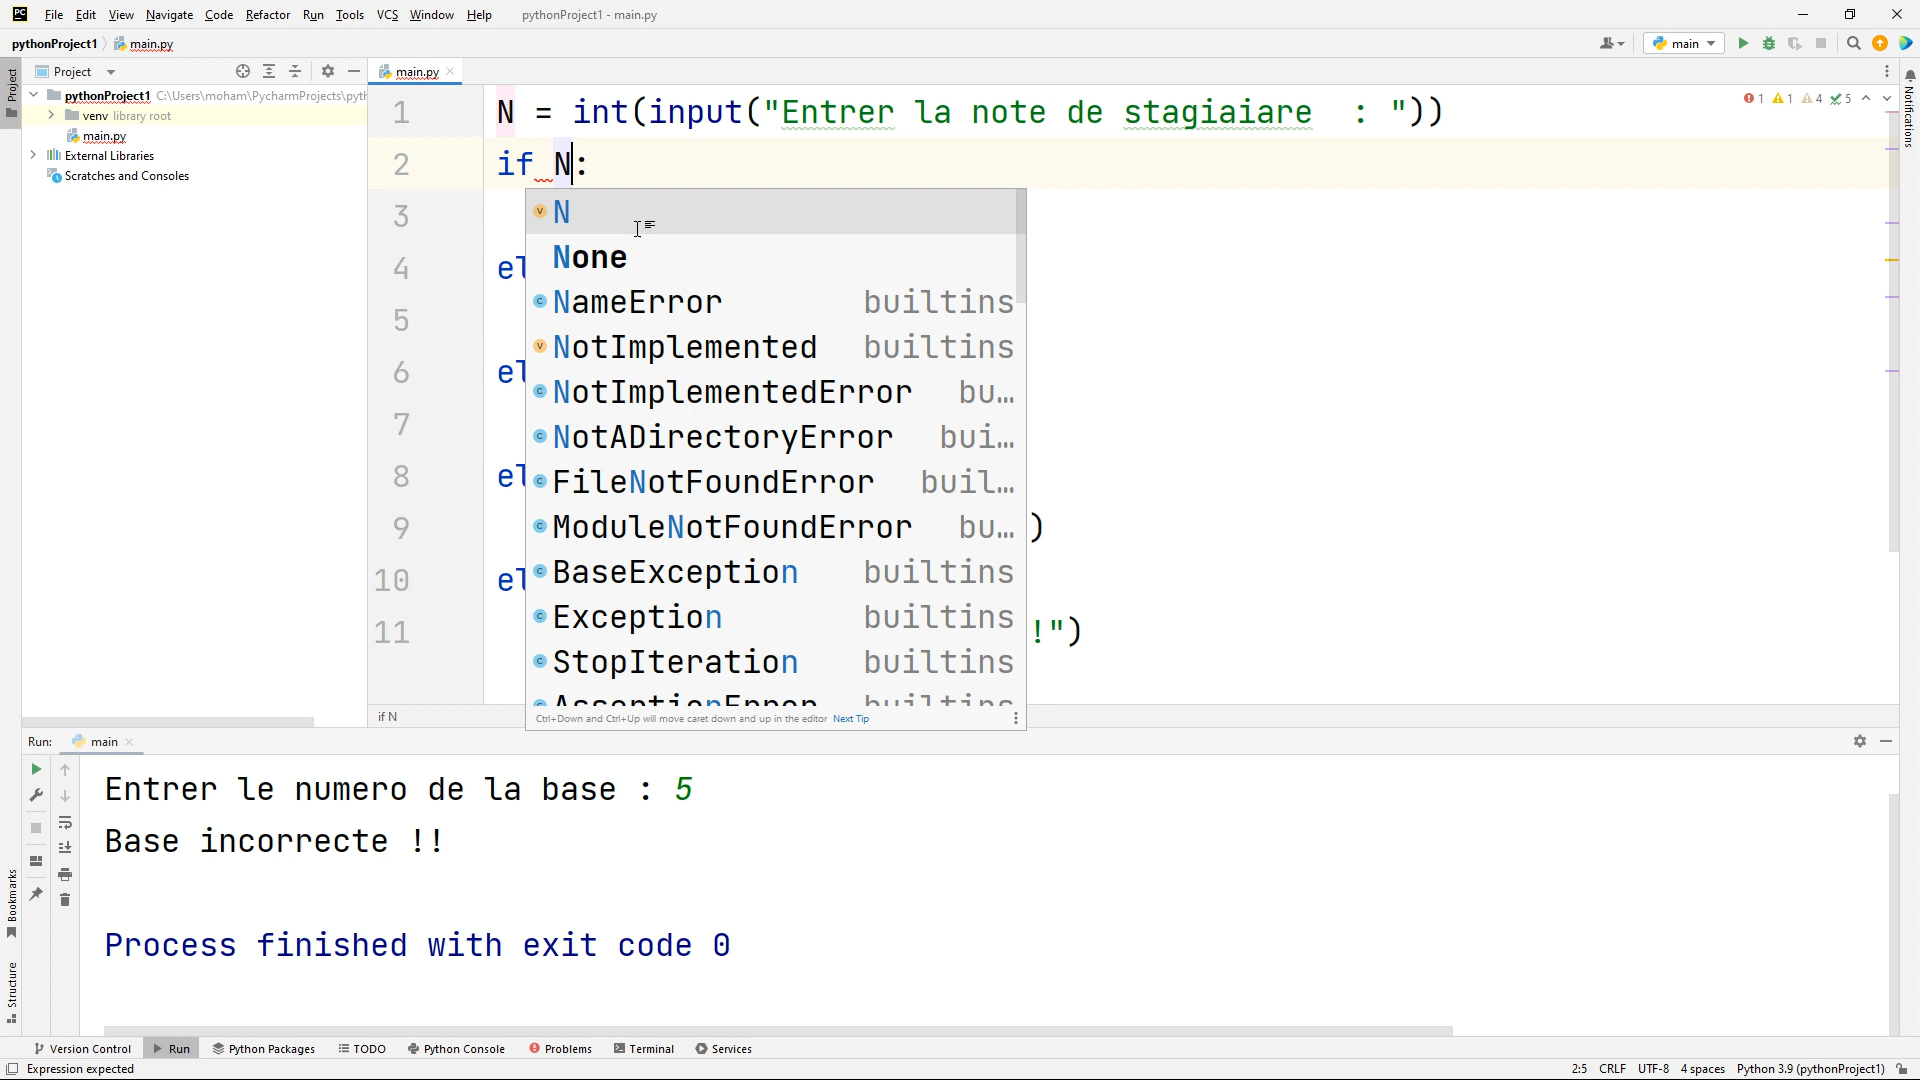 File Edit View Navigate Code Refactor Run Tools VCS Window Help pythonProject1 - main.py
pythonProject1 main.py
main
Project
main.py
pythonProject1 C:\Users\moham\PycharmProjects\pyth
venv library root
main.py
External Libraries
Scratches and Consoles
Project
Notifications
1 N = int(input("Entrer la note de stagiaiare : "))
1 1 4 5
2 if N:
3
4 el
5
6 el
7
8 el
9 )
10 el
11 !")
N
None
NameError builtins
NotImplemented builtins
NotImplementedError bu...
NotADirectoryError bui...
FileNotFoundError buil...
ModuleNotFoundError bu...
BaseException builtins
Exception builtins
StopIteration builtins
AssertionError builtins
Ctrl+Down and Ctrl+Up will move caret down and up in the editor Next Tip
if N
Run: main
Entrer le numero de la base : 5
Base incorrecte !!
Process finished with exit code 0
Bookmarks
Structure
Version Control Run Python Packages TODO Python Console Problems Terminal Services
Expression expected 2:5 CRLF UTF-8 4 spaces Python 3.9 (pythonProject1)